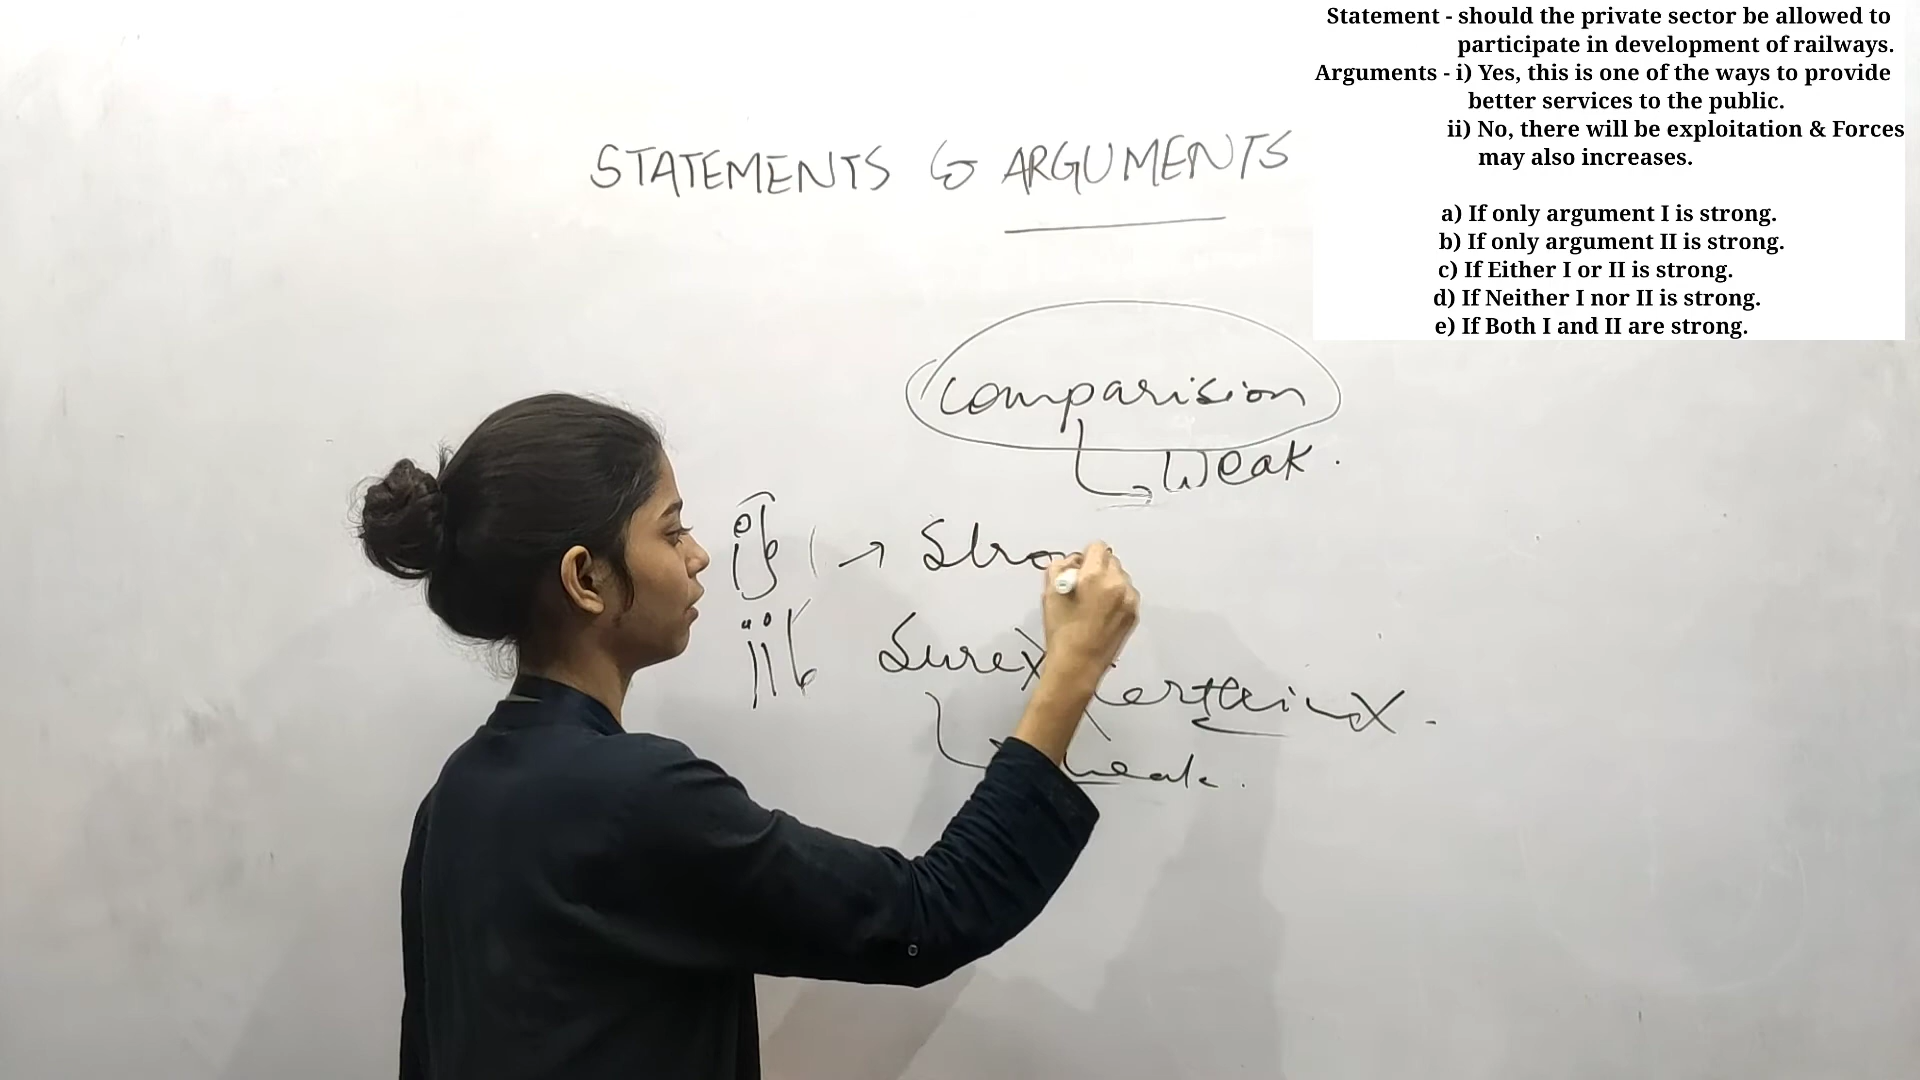 Statement - should the private sector be allowed to
participate in development of railways.
Arguments - i) Yes, this is one of the ways to provide
better services to the public.
ii) No, there will be exploitation & Forces
may also increases.
a) If only argument I is strong.
b) If only argument II is strong.
c) If Either I or II is strong.
d) If Neither I nor II is strong.
e) If Both I and II are strong.
STATEMENTS & ARGUMENTS
comparision
Weak.
i) → Stro
ii) Sure X
weak.